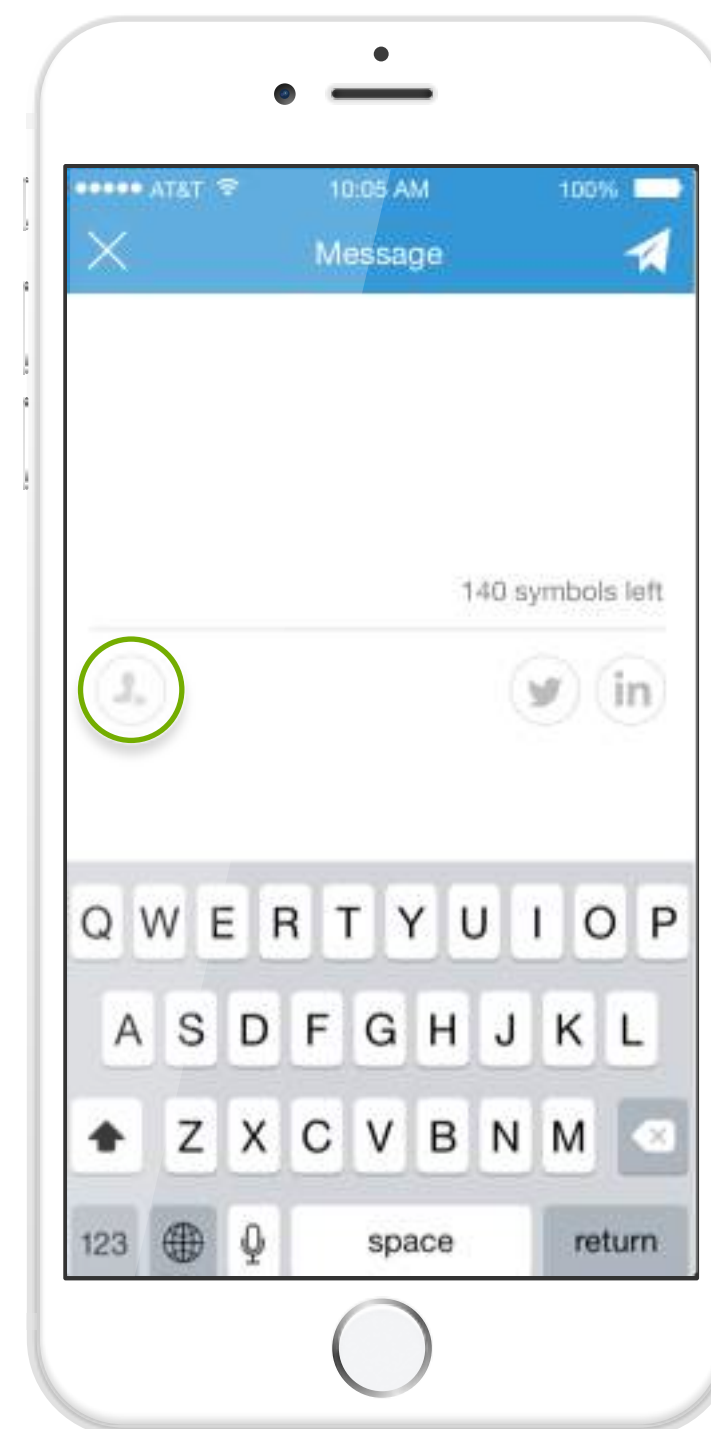 AT&T 10:05 AM 100%
Message
140 symbols left
in
Q W E R T Y U I O P
A S D F G H J K L
Z X C V B N M
123 space return